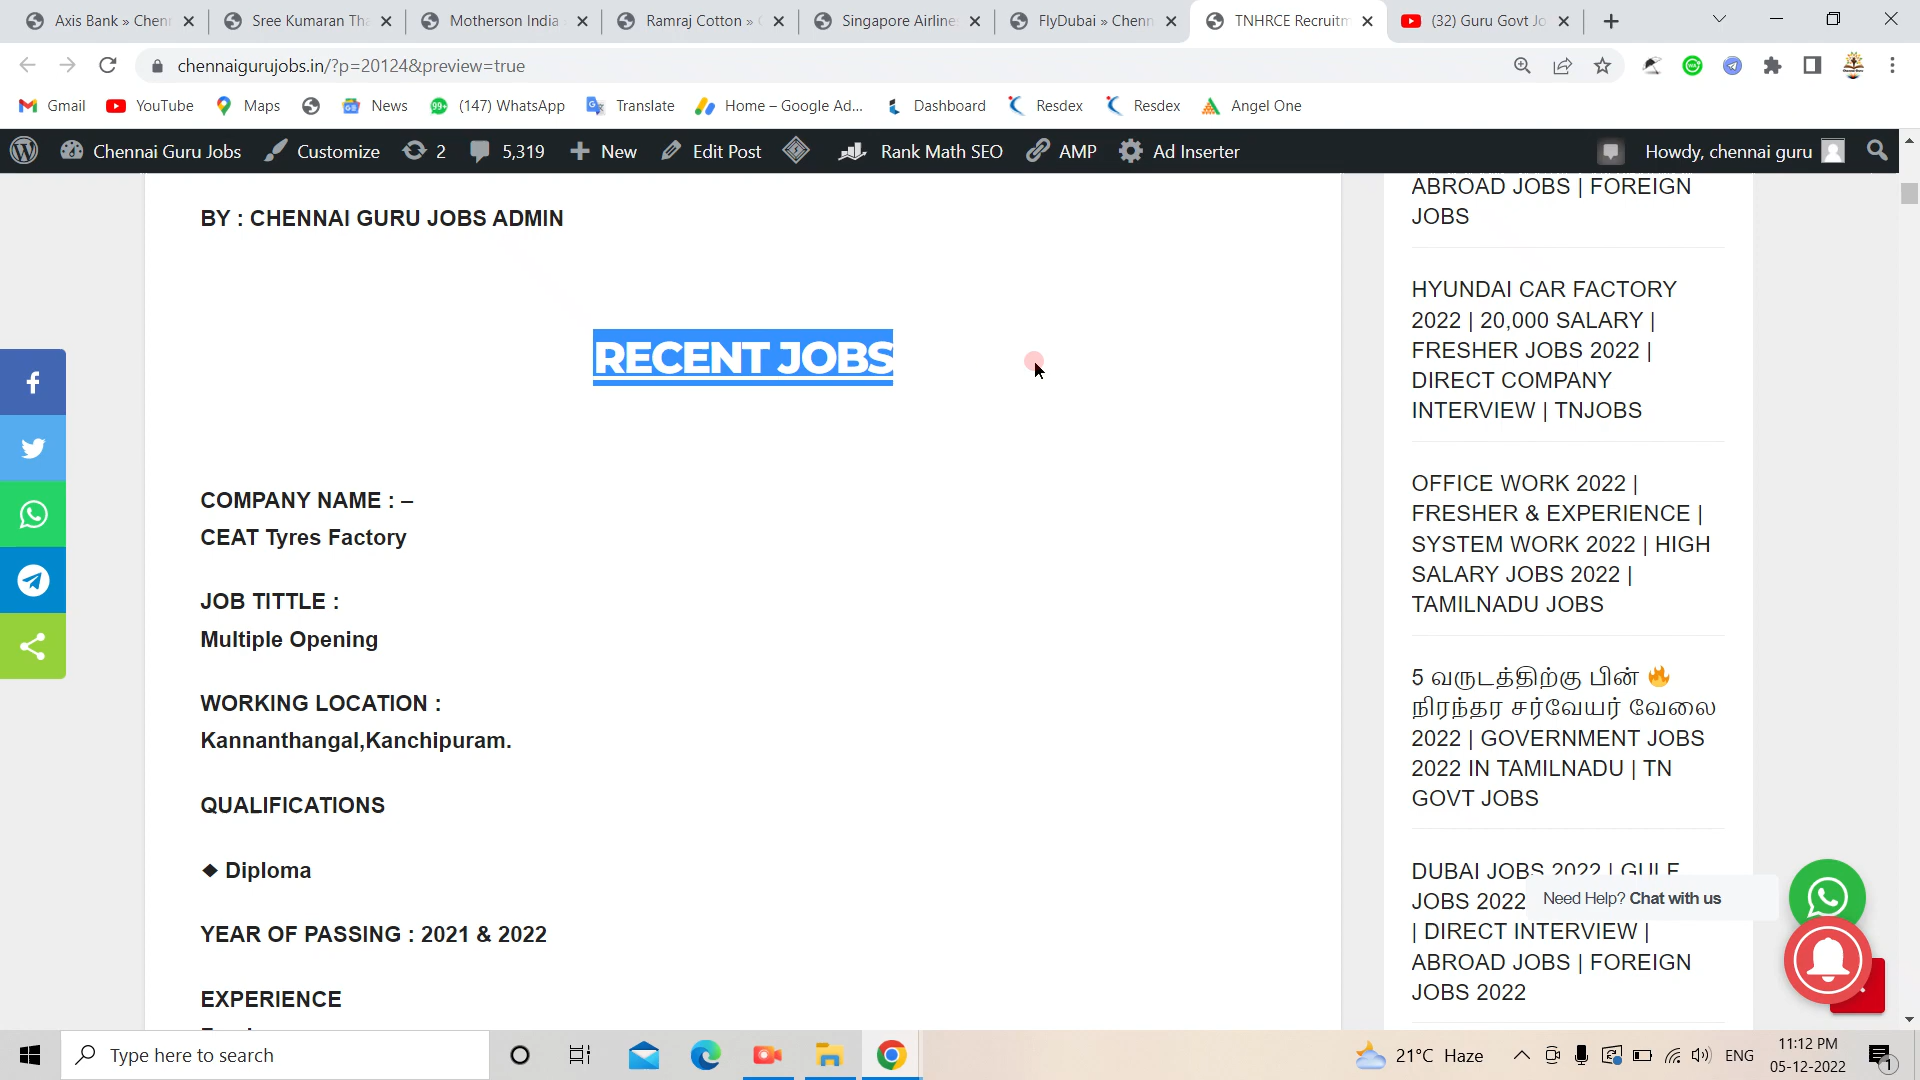 Axis Bank » Chen
Sree Kumaran Tha
Motherson India
Ramraj Cotton »
Singapore Airline
FlyDubai » Chenn
TNHRCE Recruitm
(32) Guru Govt Jo
chennaigurujobs.in/?p=20124&preview=true
Gmail
YouTube
Maps
News
99+
(147) WhatsApp
Translate
Home – Google Ad...
Dashboard
Resdex
Resdex
Angel One
Chennai Guru Jobs
Customize
2
5,319
New
Edit Post
Rank Math SEO
AMP
Ad Inserter
Howdy, chennai guru
BY : CHENNAI GURU JOBS ADMIN
RECENT JOBS
COMPANY NAME : –
CEAT Tyres Factory
JOB TITTLE :
Multiple Opening
WORKING LOCATION :
Kannanthangal,Kanchipuram.
QUALIFICATIONS
❖ Diploma
YEAR OF PASSING : 2021 & 2022
EXPERIENCE
ABROAD JOBS | FOREIGN
JOBS
HYUNDAI CAR FACTORY
2022 | 20,000 SALARY |
FRESHER JOBS 2022 |
DIRECT COMPANY
INTERVIEW | TNJOBS
OFFICE WORK 2022 |
FRESHER & EXPERIENCE |
SYSTEM WORK 2022 | HIGH
SALARY JOBS 2022 |
TAMILNADU JOBS
5 வருடத்திற்கு பின் 🔥
நிரந்தர சர்வேயர் வேலை
2022 | GOVERNMENT JOBS
2022 IN TAMILNADU | TN
GOVT JOBS
DUBAI JOBS 2022 | GULF
JOBS 2022
| DIRECT INTERVIEW |
ABROAD JOBS | FOREIGN
JOBS 2022
Need Help? Chat with us
Type here to search
21°C Haze
ENG
11:12 PM
05-12-2022
1